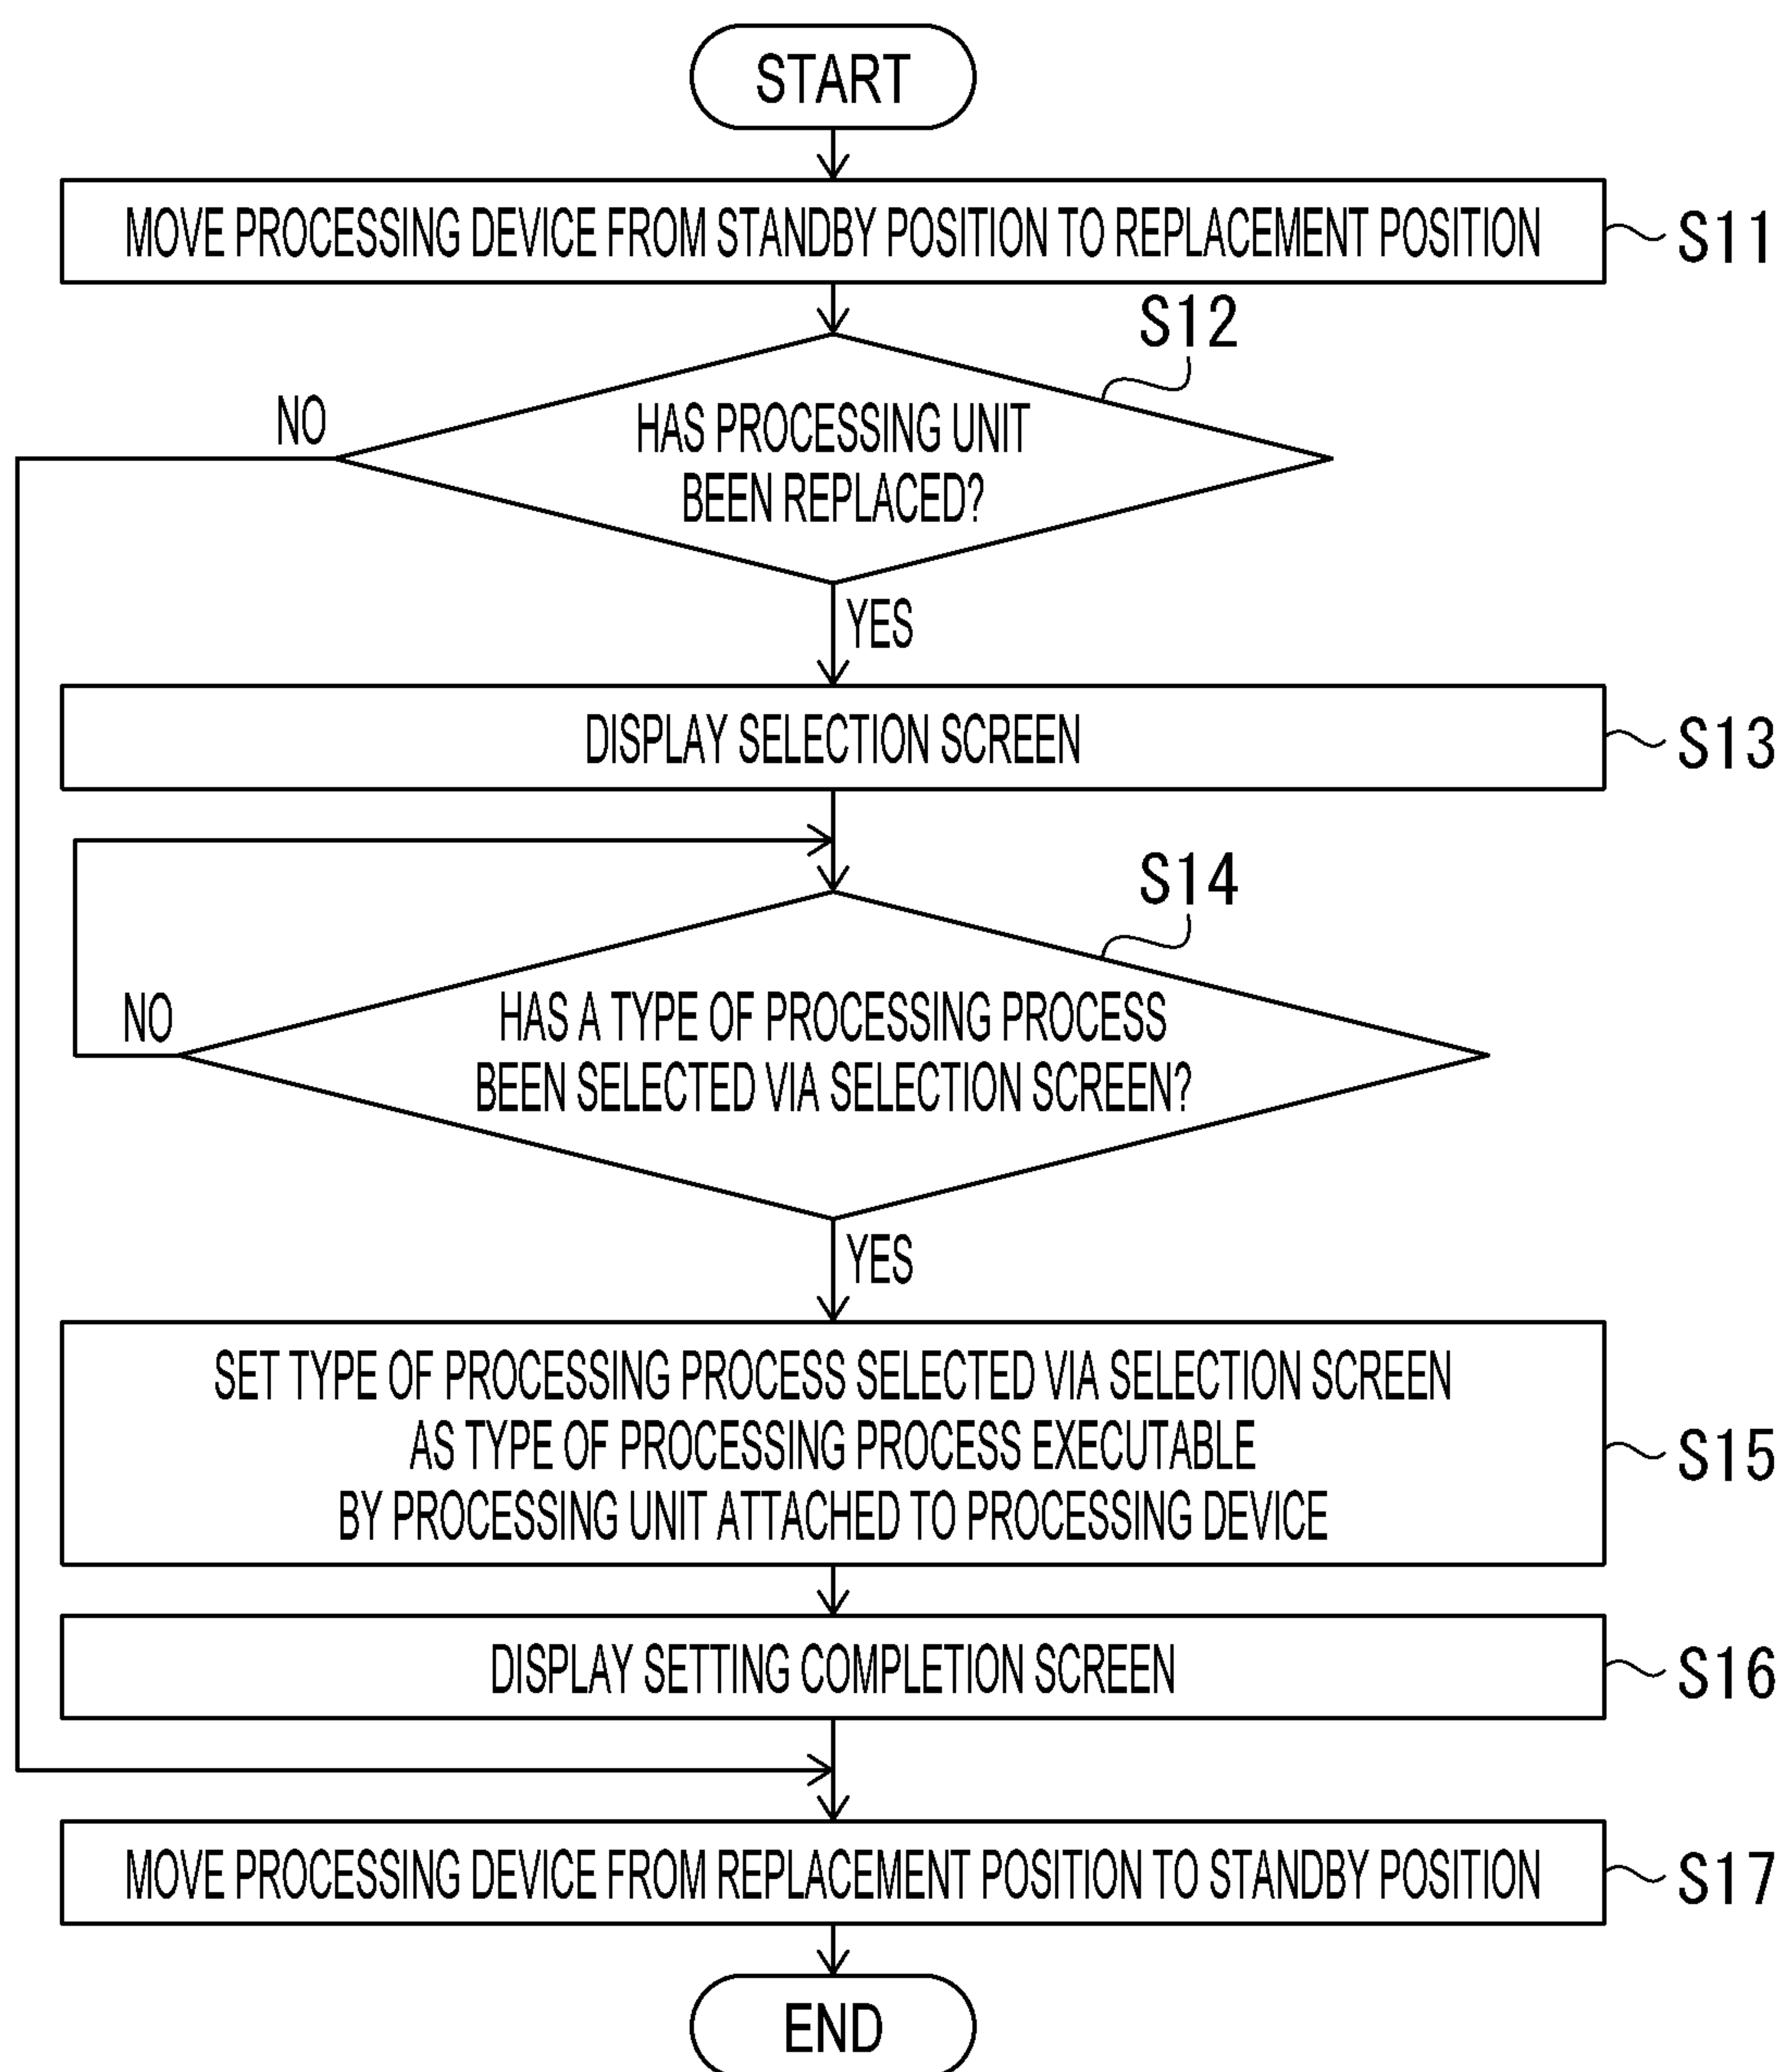 START
MOVE PROCESSING DEVICE FROM STANDBY POSITION TO REPLACEMENT POSITION
S11
S12
NO
HAS PROCESSING UNIT
BEEN REPLACED?
YES
DISPLAY SELECTION SCREEN
S13
S14
NO
HAS A TYPE OF PROCESSING PROCESS
BEEN SELECTED VIA SELECTION SCREEN?
YES
SET TYPE OF PROCESSING PROCESS SELECTED VIA SELECTION SCREEN
AS TYPE OF PROCESSING PROCESS EXECUTABLE
BY PROCESSING UNIT ATTACHED TO PROCESSING DEVICE
S15
DISPLAY SETTING COMPLETION SCREEN
S16
MOVE PROCESSING DEVICE FROM REPLACEMENT POSITION TO STANDBY POSITION
S17
END